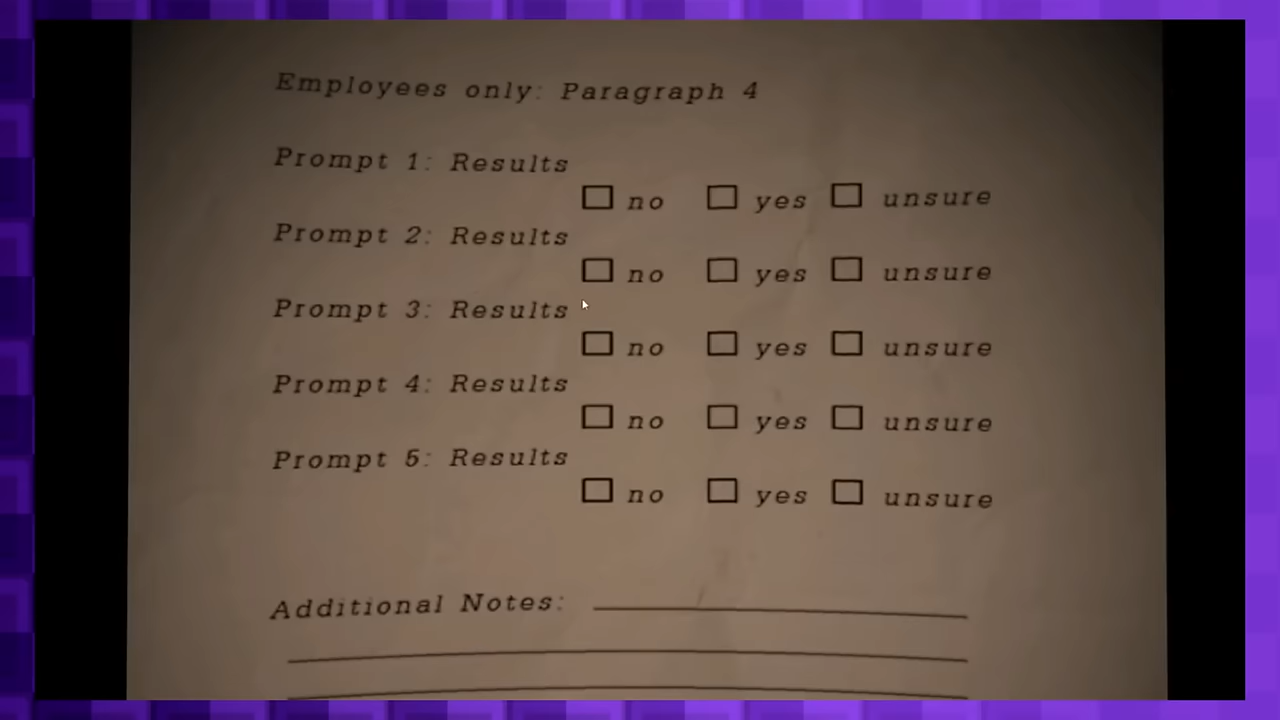 Employees only: Paragraph 4
Prompt 1: Results
no yes unsure
Prompt 2: Results
no yes unsure
Prompt 3: Results
no yes unsure
Prompt 4: Results
no yes unsure
Prompt 5: Results
no yes unsure
Additional Notes: